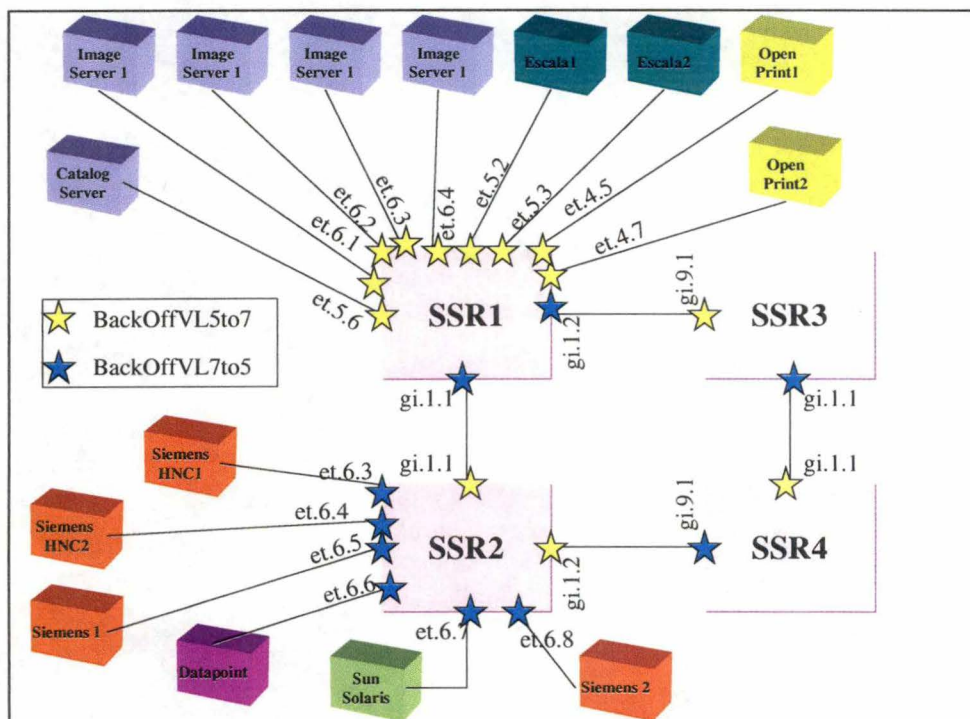 Image
Server 1
Image
Server 1
Image
Server 1
Image
Server 1
Escala1
Escala2
Open
Print1
Catalog
Server
Open
Print2
et.6.1
et.6.2
et.6.3
et.6.4
et.5.2
et.5.3
et.4.5
et.4.7
et.5.6
SSR1
gi.1.2
gi.9.1
SSR3
BackOffVL5to7
BackOffVL7to5
gi.1.1
gi.1.1
Siemens
HNC1
et.6.3
gi.1.1
gi.1.1
Siemens
HNC2
et.6.4
et.6.5
et.6.6
SSR2
gi.1.2
gi.9.1
SSR4
Siemens 1
Datapoint
et.6.7
et.6.8
Sun
Solaris
Siemens 2